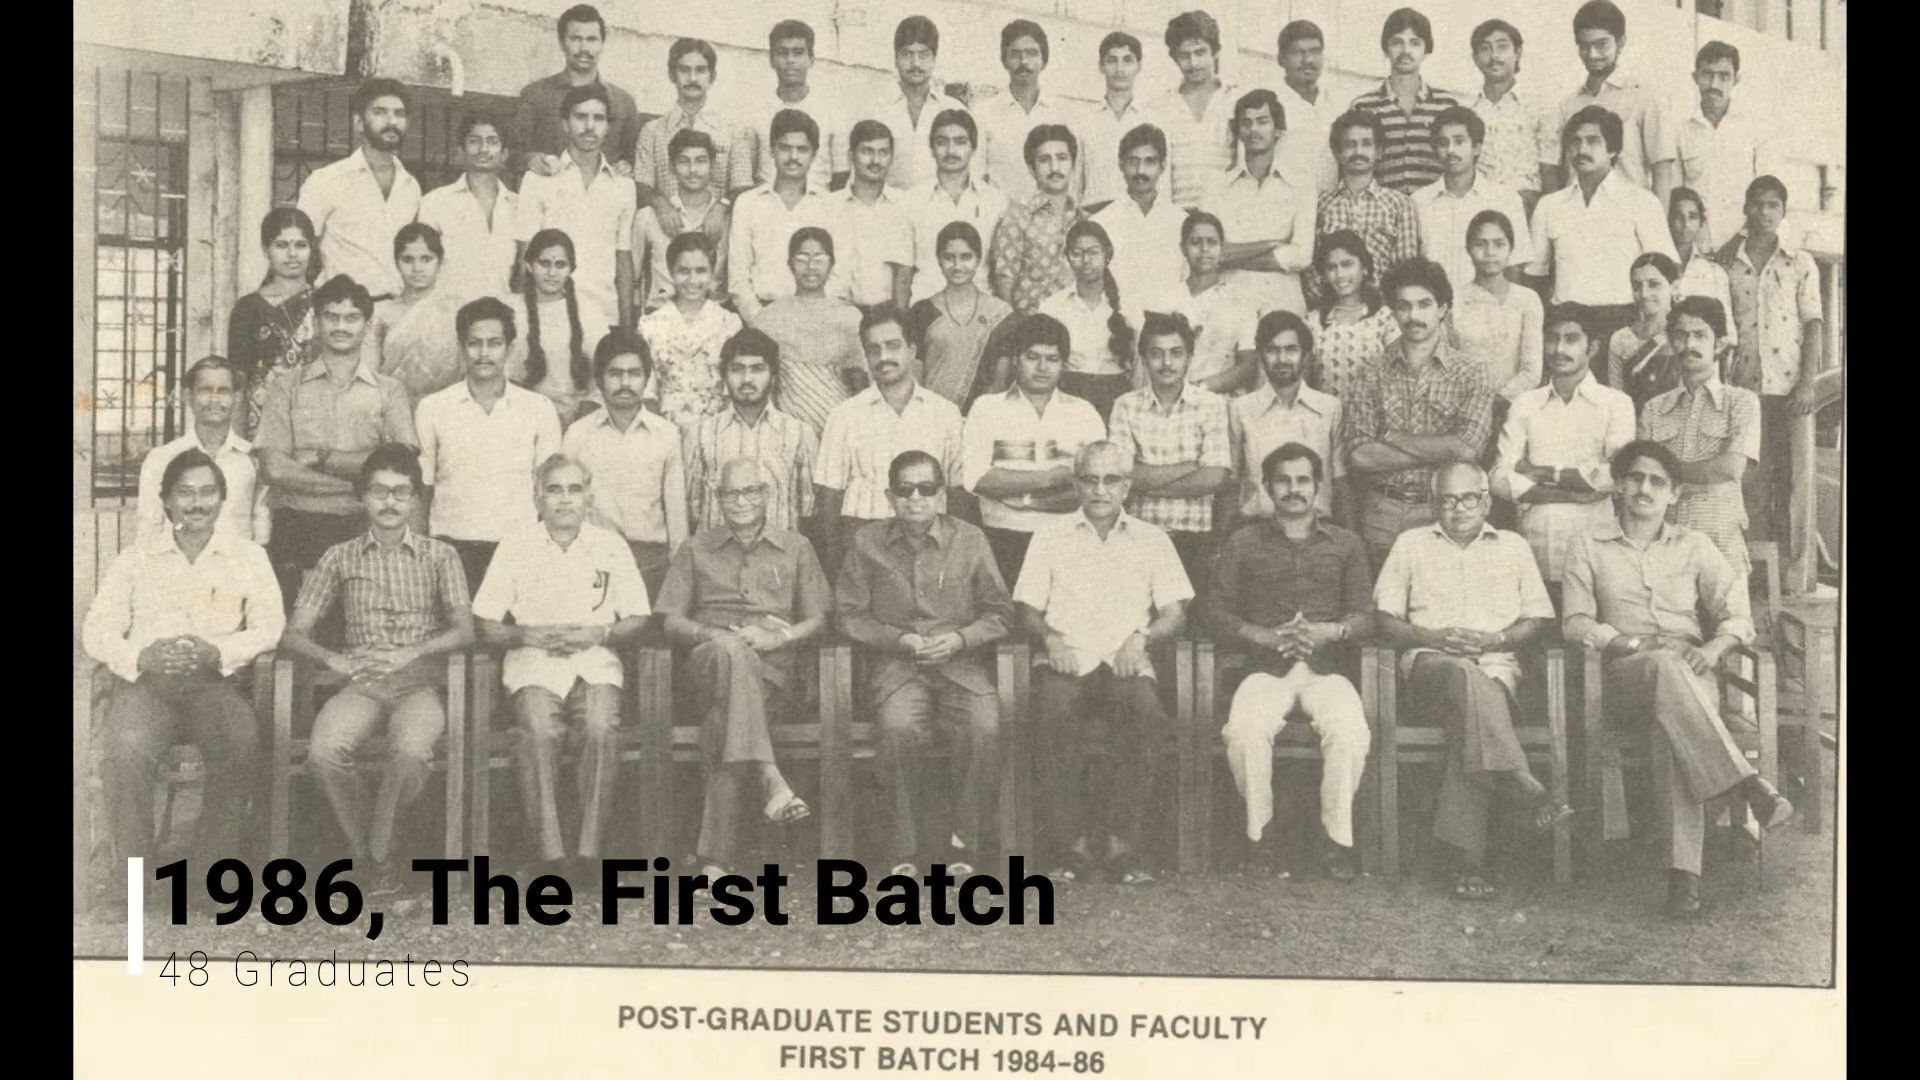 1986, The First Batch
48 Graduates
POST-GRADUATE STUDENTS AND FACULTY
FIRST BATCH 1984-86